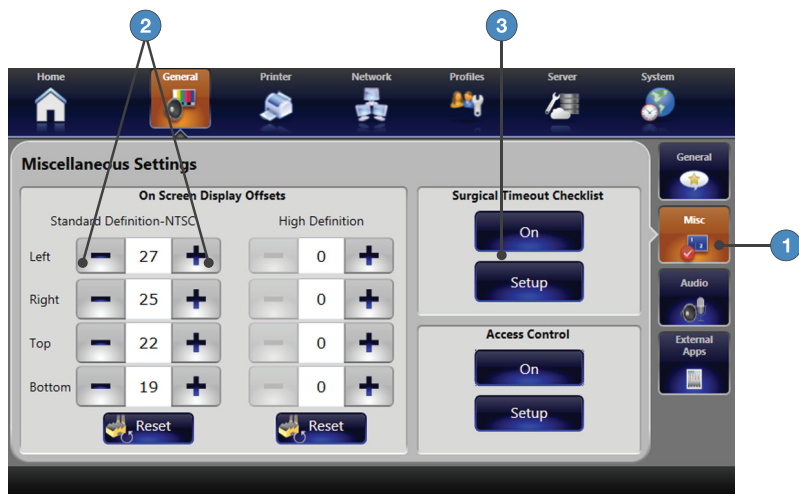 2
3
Home
General
Printer
Network
Profiles
Server
System
Miscellaneous Settings
On Screen Display Offsets
Standard Definition-NTSC
High Definition
Left
27
0
Right
25
0
Top
22
0
Bottom
19
0
Reset
Reset
Surgical Timeout Checklist
On
Setup
Access Control
On
Setup
General
Misc
1
Audio
External
Apps